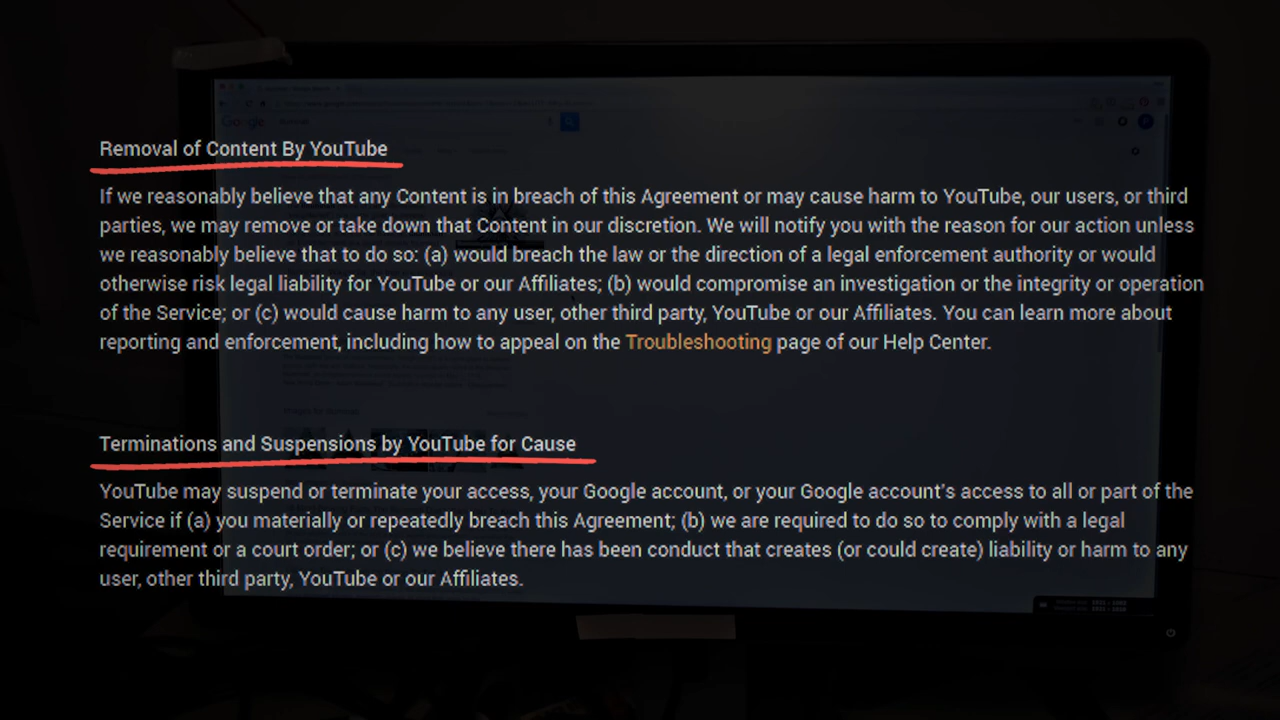 Removal of Content By YouTube
If we reasonably believe that any Content is in breach of this Agreement or may cause harm to YouTube, our users, or third
parties, we may remove or take down that Content in our discretion. We will notify you with the reason for our action unless
we reasonably believe that to do so: (a) would breach the law or the direction of a legal enforcement authority or would
otherwise risk legal liability for YouTube or our Affiliates; (b) would compromise an investigation or the integrity or operation
of the Service; or (c) would cause harm to any user, other third party, YouTube or our Affiliates. You can learn more about
reporting and enforcement, including how to appeal on the Troubleshooting page of our Help Center.
Terminations and Suspensions by YouTube for Cause
YouTube may suspend or terminate your access, your Google account, or your Google account's access to all or part of the
Service if (a) you materially or repeatedly breach this Agreement; (b) we are required to do so to comply with a legal
requirement or a court order; or (c) we believe there has been conduct that creates (or could create) liability or harm to any
user, other third party, YouTube or our Affiliates.
Google